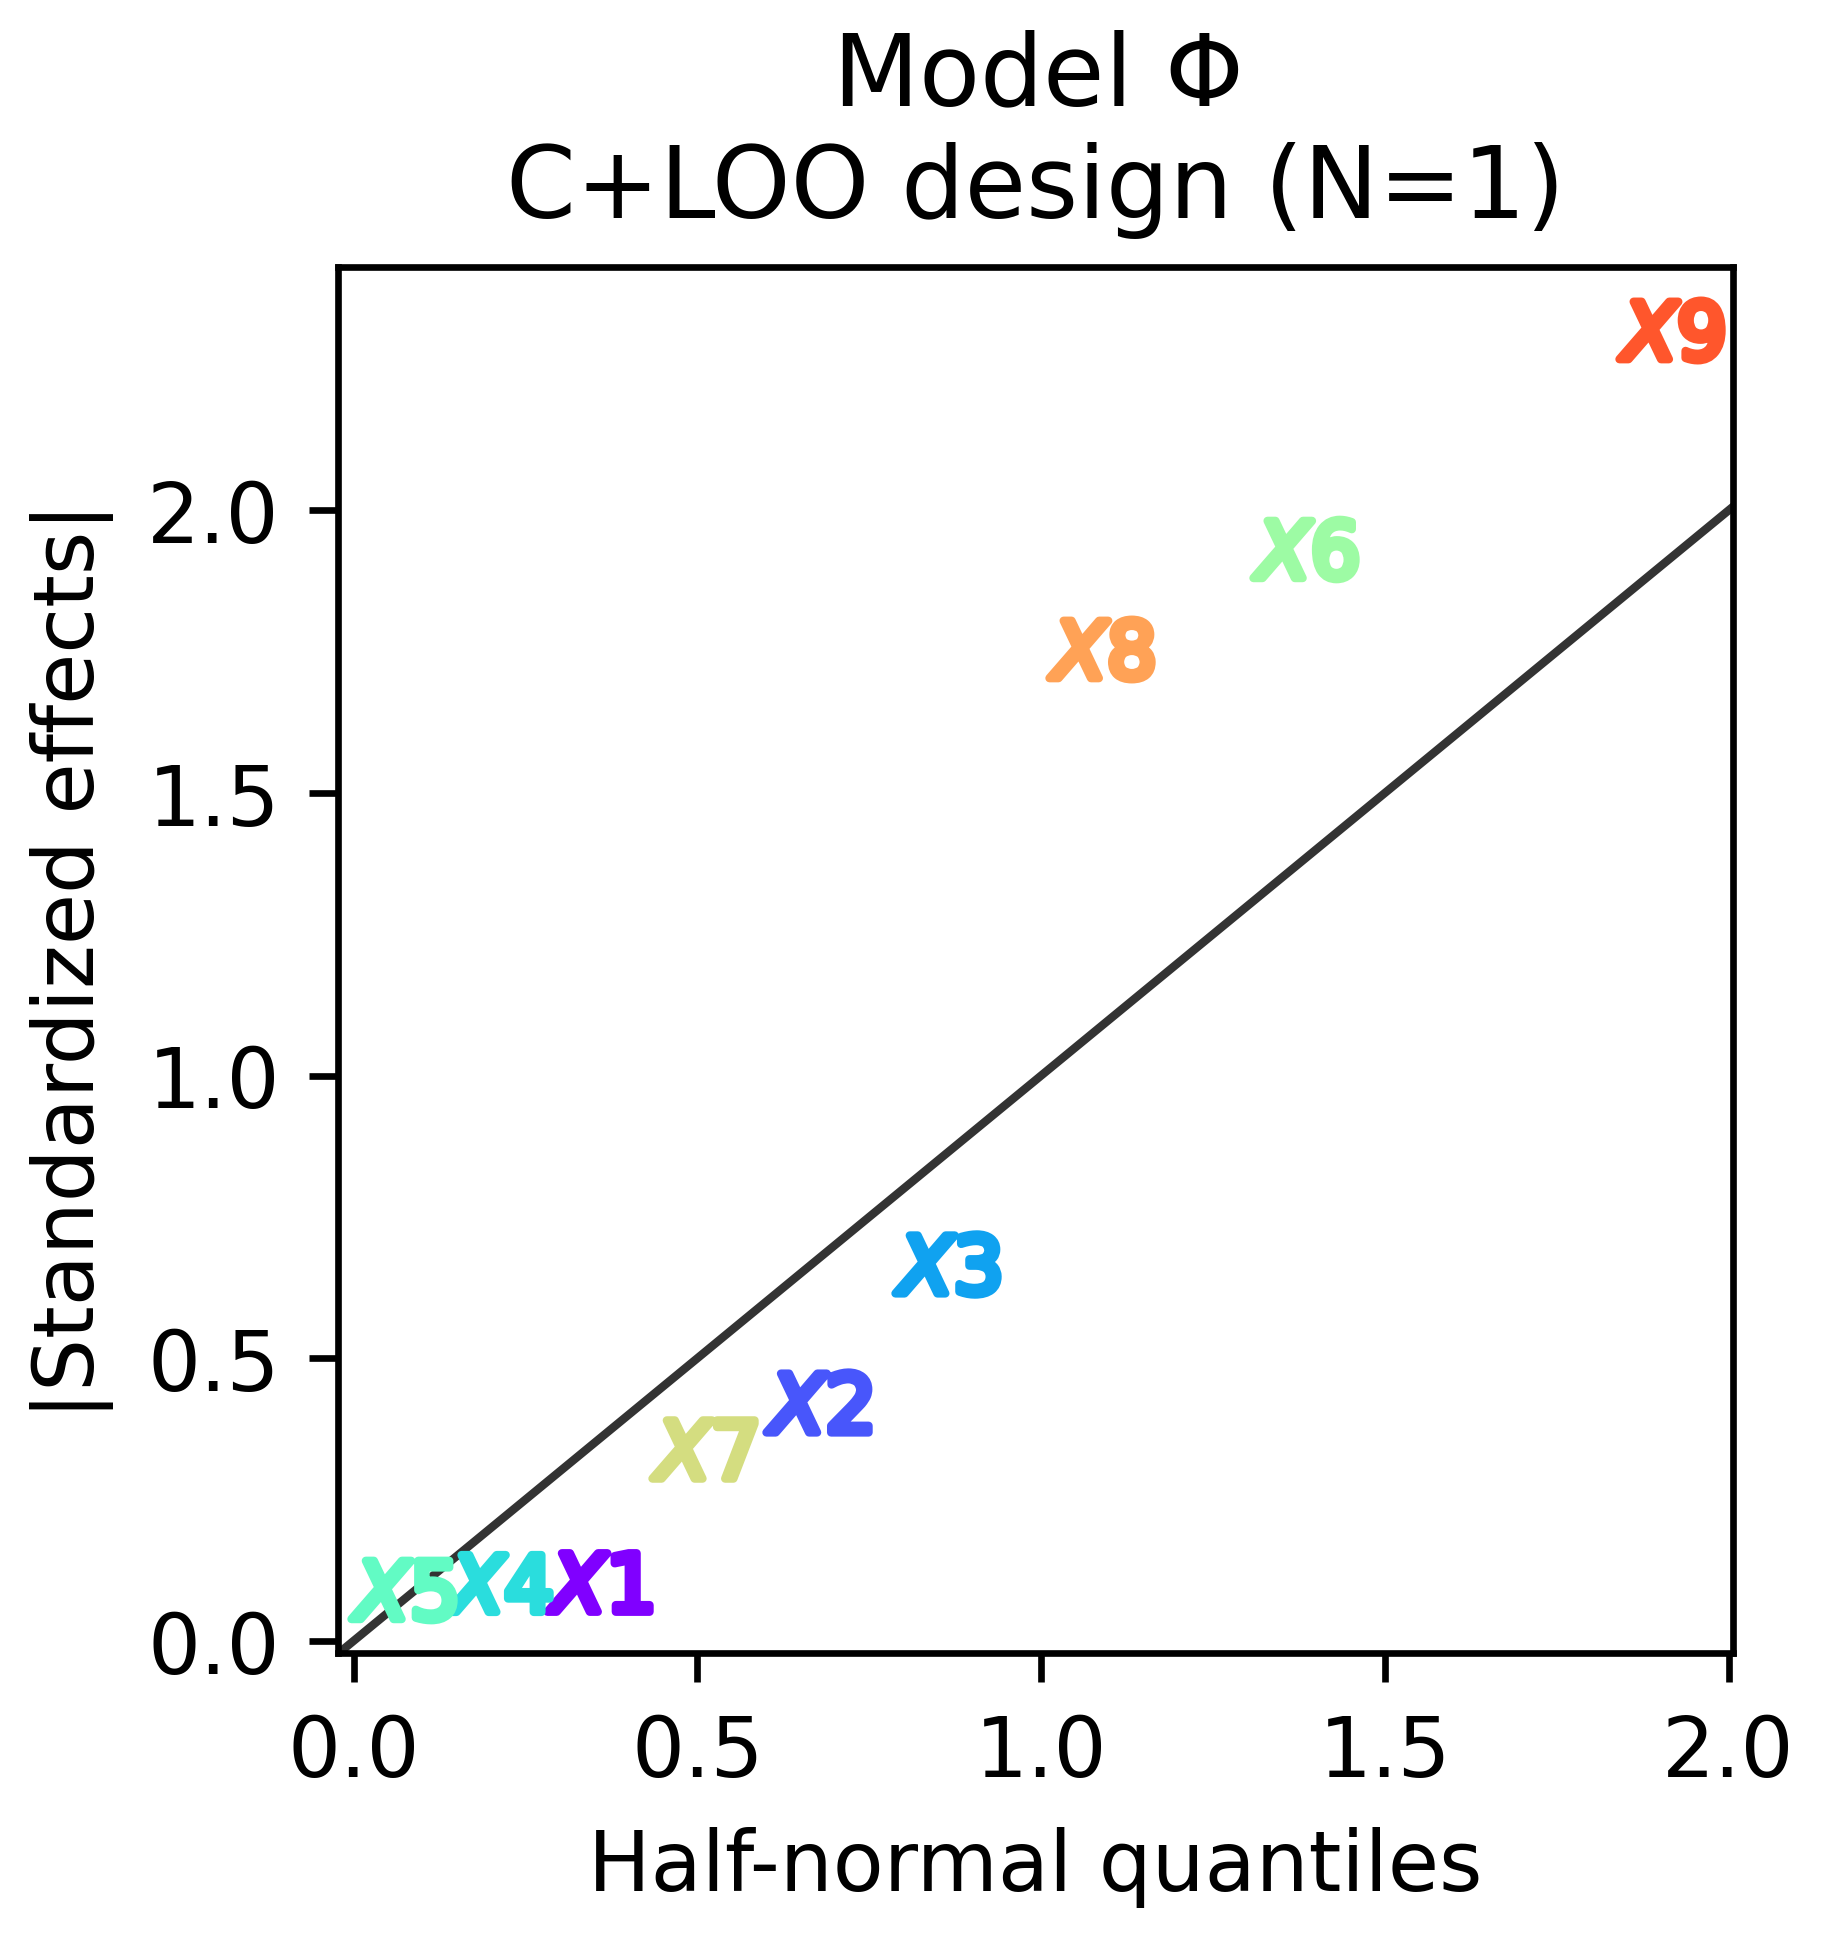 Model Φ
C+LOO design (N=1)
X9
2.0
X6
X8
1.5
|Standardized effects|
1.0
X3
0.5
X2
X7
X5
X4
X1
0.0
0.0 0.5 1.0 1.5 2.0
Half-normal quantiles